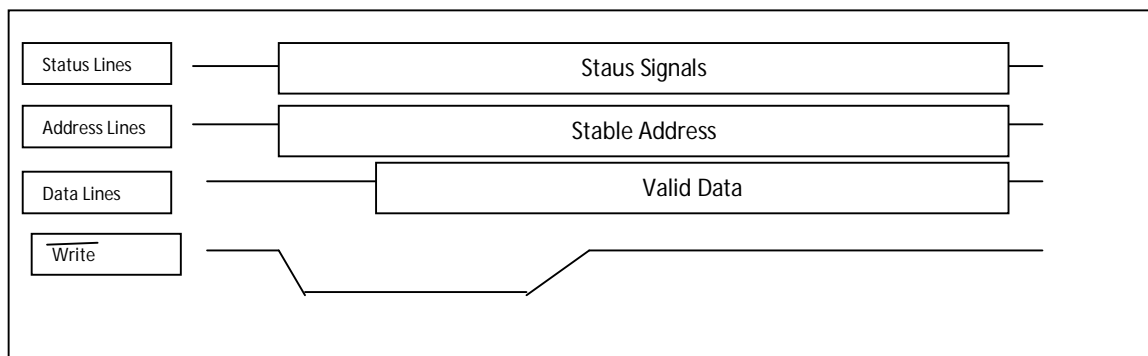 Status Lines
Staus Signals
Address Lines
Stable Address
Data Lines
Valid Data
Write